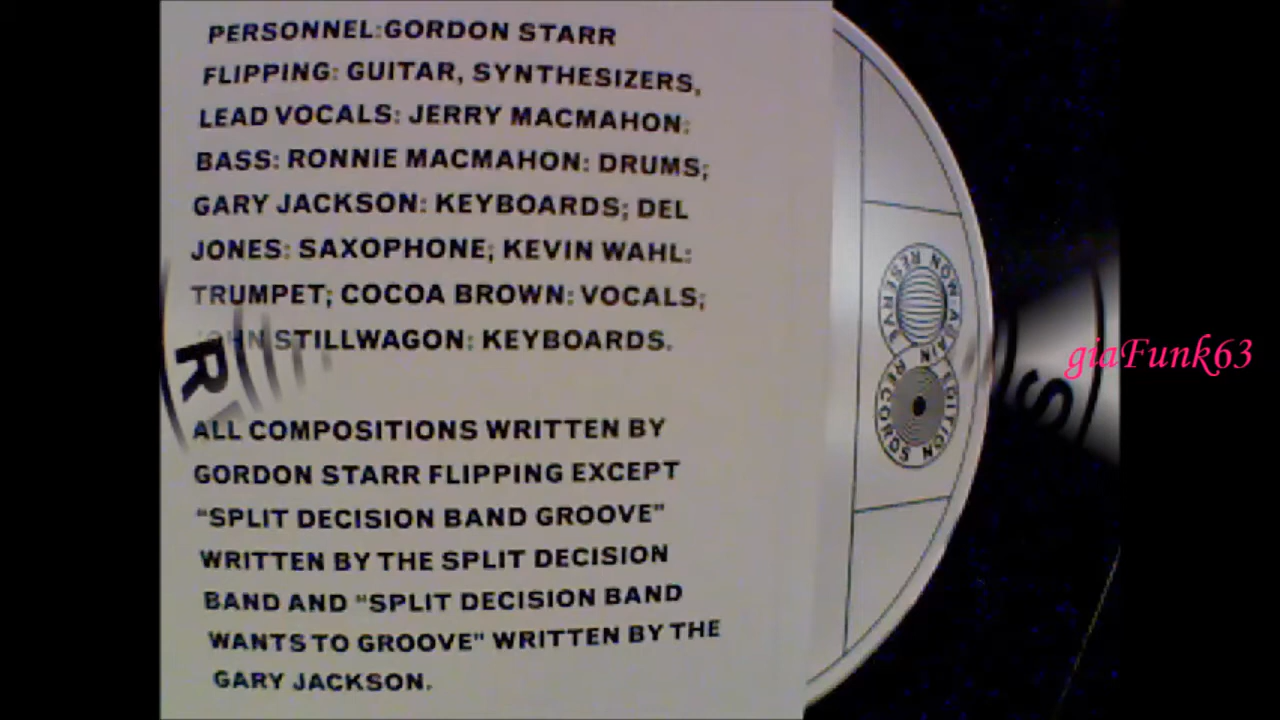 PERSONNEL:GORDON STARR
FLIPPING: GUITAR, SYNTHESIZERS,
LEAD VOCALS: JERRY MACMAHON:
BASS: RONNIE MACMAHON: DRUMS;
GARY JACKSON: KEYBOARDS; DEL
JONES: SAXOPHONE; KEVIN WAHL:
TRUMPET; COCOA BROWN: VOCALS;
JOHN STILLWAGON: KEYBOARDS.
ALL COMPOSITIONS WRITTEN BY
GORDON STARR FLIPPING EXCEPT
"SPLIT DECISION BAND GROOVE"
WRITTEN BY THE SPLIT DECISION
BAND AND "SPLIT DECISION BAND
WANTS TO GROOVE" WRITTEN BY THE
GARY JACKSON.
R
S
giaFunk63
RECORDS